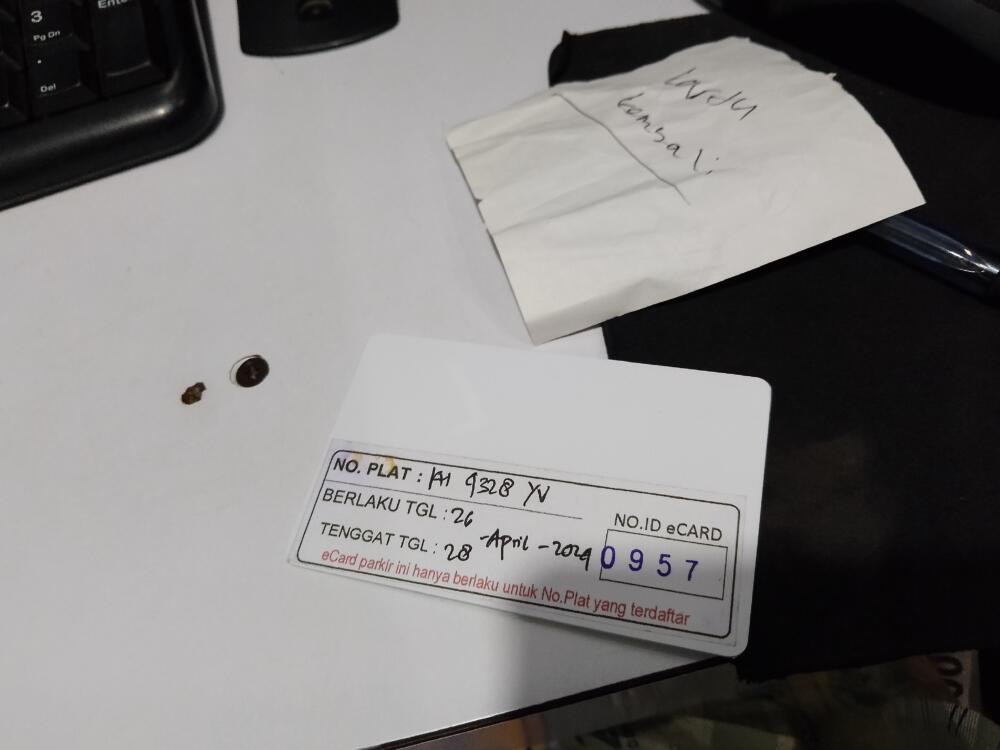 3
Pg Dn
Ent
.
Del
kembali
NO. PLAT : KH 9328 YV
BERLAKU TGL : 26
TENGGAT TGL : 28 -April -2024
NO.ID eCARD
0957
eCard parkir ini hanya berlaku untuk No.Plat yang terdaftar